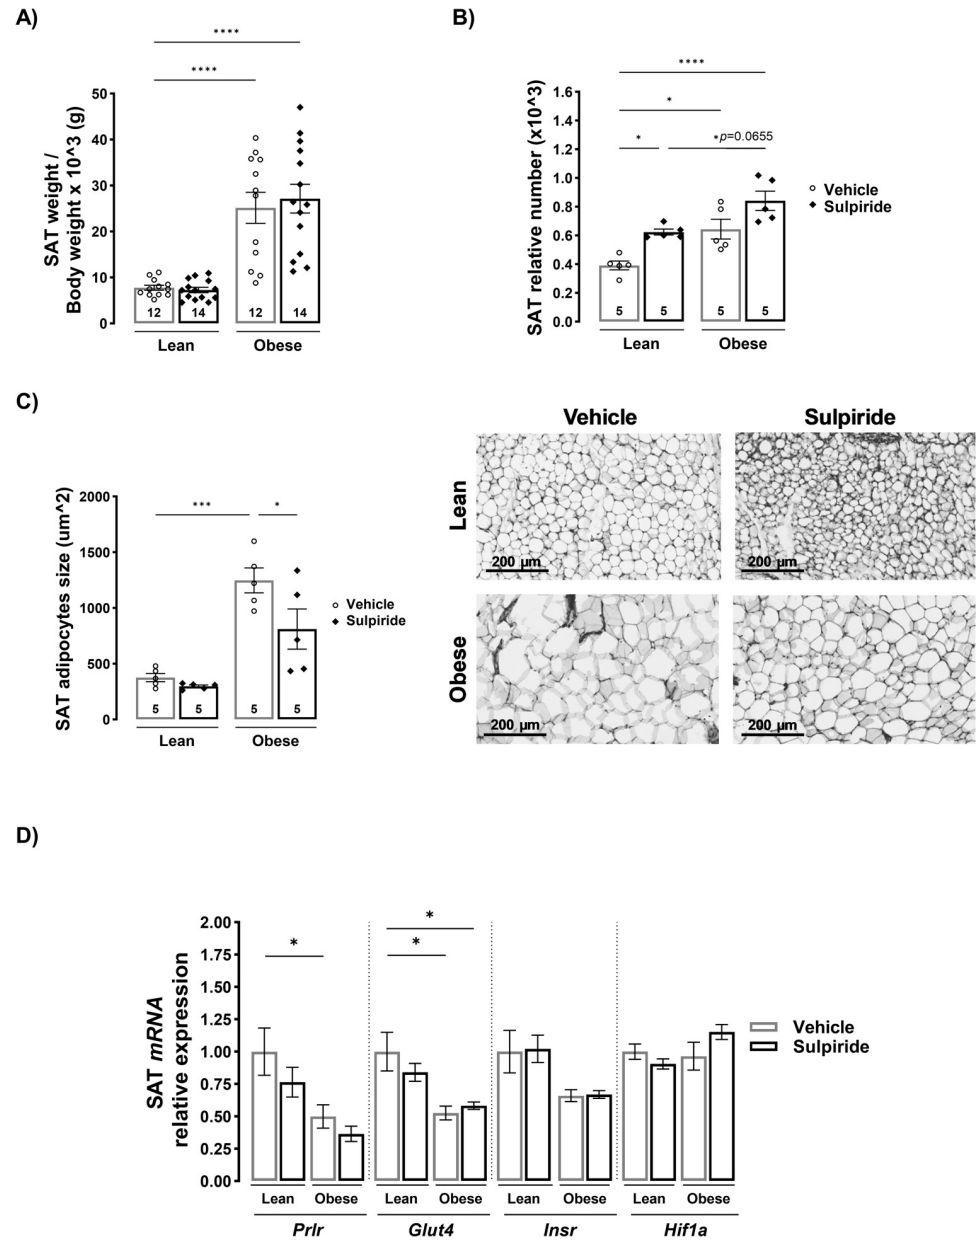 A)
****
****
SAT weight /
Body weight x 10^3 (g)
50
40
30
20
10
0
12
14
12
14
Lean
Obese
B)
****
*
*
*p=0.0655
SAT relative number (x10^3)
1.6
1.4
1.2
1.0
0.8
0.6
0.4
0.2
0.0
5
5
5
5
Lean
Obese
Vehicle
Sulpiride
C)
***
*
SAT adipocytes size (um^2)
2000
1500
1000
500
0
5
5
5
5
Lean
Obese
Vehicle
Sulpiride
Vehicle
Sulpiride
Lean
200 µm
200 µm
Obese
200 µm
200 µm
D)
SAT mRNA
relative expression
2.00
1.75
1.50
1.25
1.00
0.75
0.50
0.25
0.00
*
*
*
Vehicle
Sulpiride
Lean
Obese
Lean
Obese
Lean
Obese
Lean
Obese
Prlr
Glut4
Insr
Hif1a